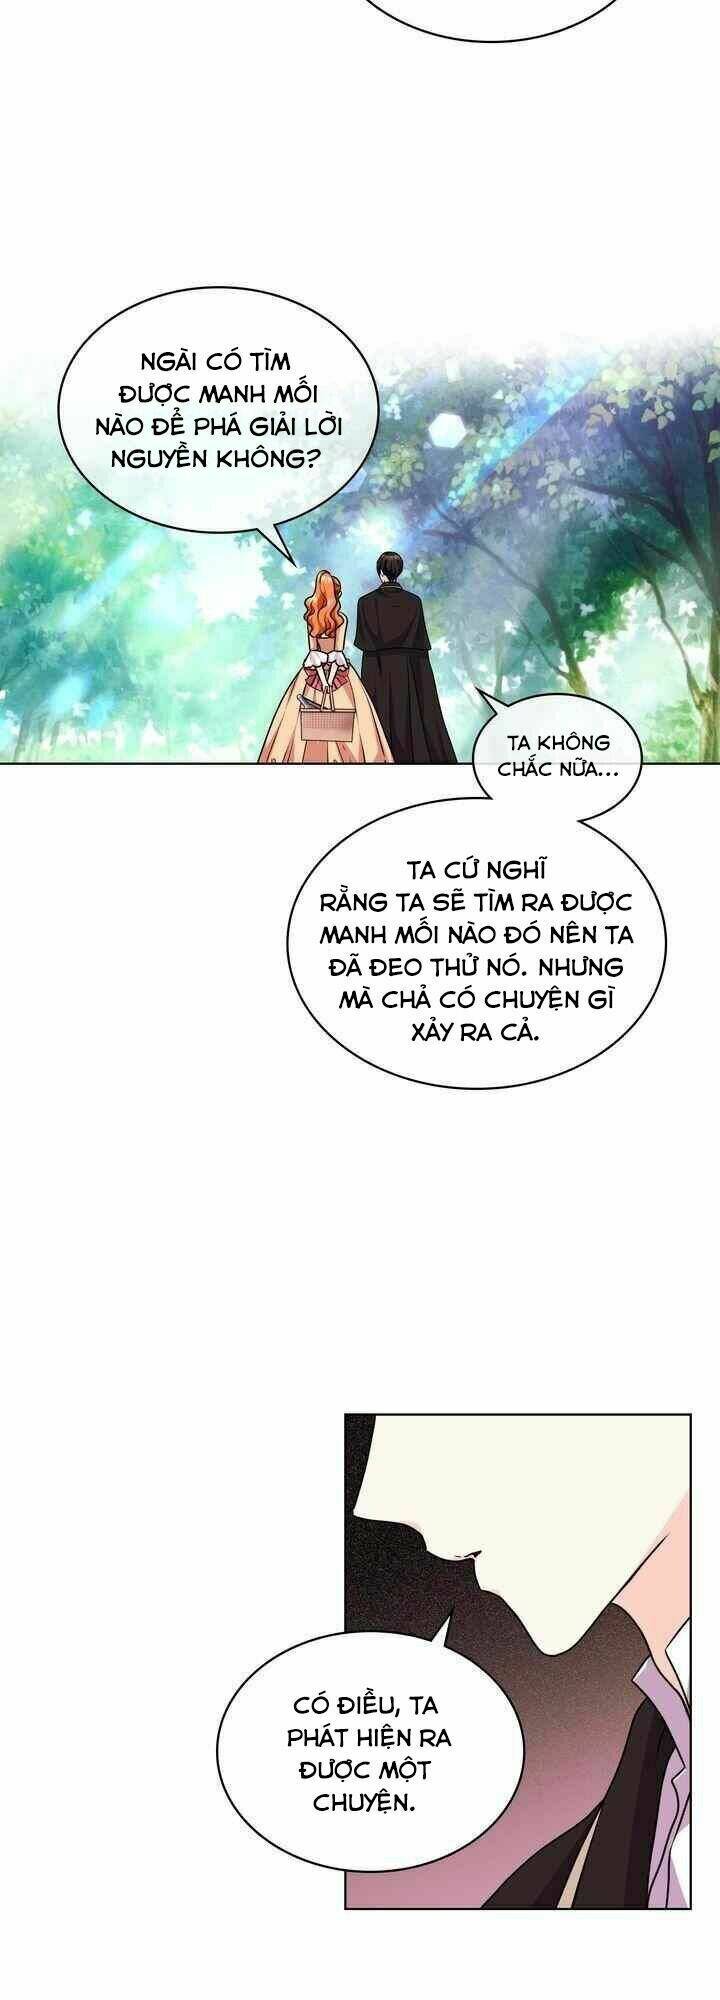 NGÀI CÓ TÌM
ĐƯỢC MANH MỐI
NÀO ĐỂ PHÁ GIẢI LỜI
NGUYỀN KHÔNG?
TA KHÔNG
CHẮC NỮA...
TA CỨ NGHĨ
RẰNG TA SẼ TÌM RA ĐƯỢC
MANH MỐI NÀO ĐÓ NÊN TA
ĐÃ ĐEO THỬ NÓ. NHƯNG
MÀ CHẢ CÓ CHUYỆN GÌ
XẢY RA CẢ.
CÓ ĐIỀU, TA
PHÁT HIỆN RA
ĐƯỢC MỘT
CHUYỆN.